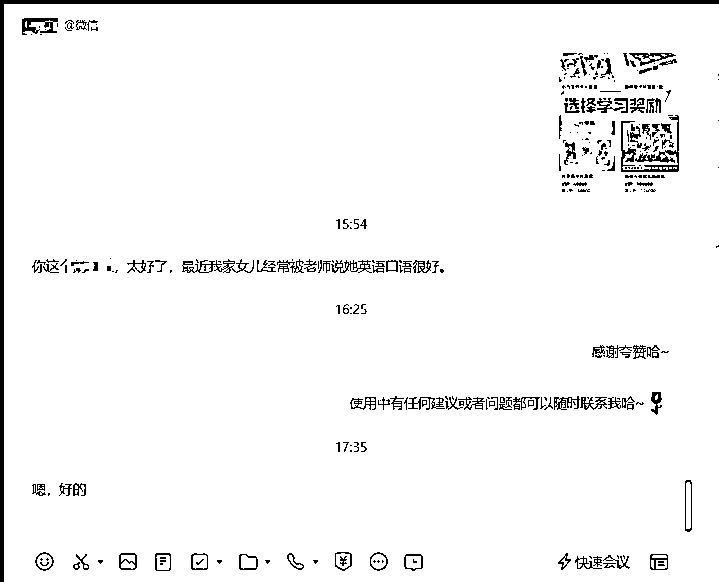 @微信
选择学习奖励
15:54
你这个 太好了，最近我家女儿经常被老师说她英语口语很好。
16:25
感谢夸赞哈~
使用中有任何建议或者问题都可以随时联系我哈~
17:35
嗯，好的
快速会议